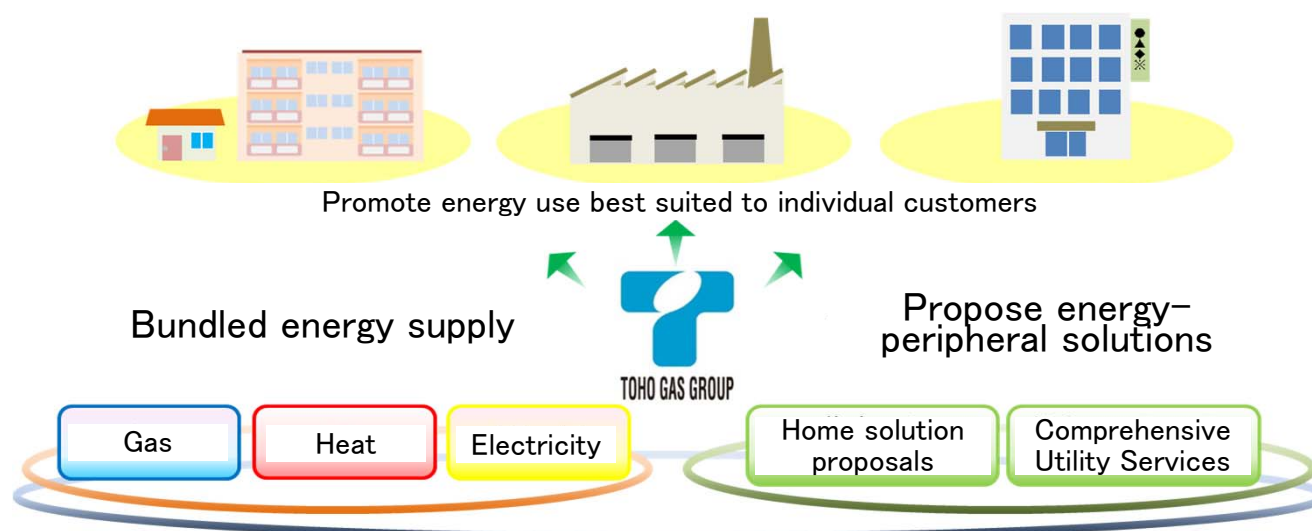 Promote energy use best suited to individual customers
Bundled energy supply
Propose energy-
peripheral solutions
TOHO GAS GROUP
Gas
Heat
Electricity
Home solution
proposals
Comprehensive
Utility Services